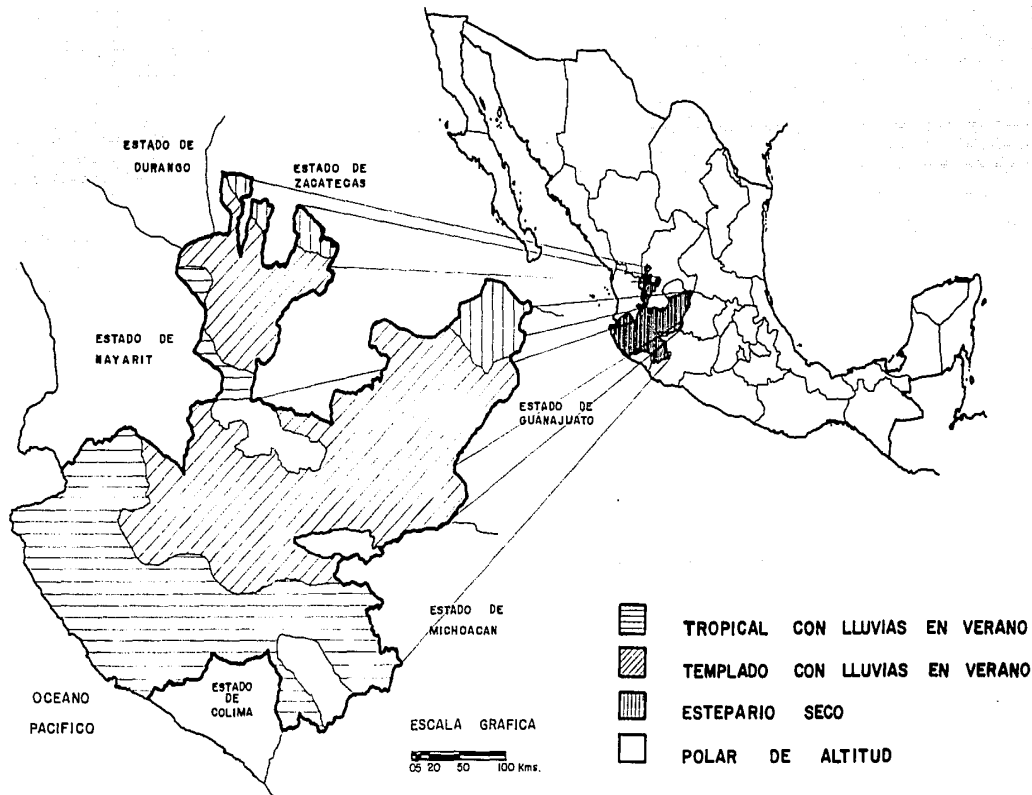 ESTADO DE
DURANGO
ESTADO DE
ZACATECAS
ESTADO DE
NAYARIT
ESTADO DE
GUANAJUATO
ESTADO DE
MICHOACAN
OCEANO
PACIFICO
ESTADO
DE
COLIMA
ESCALA GRAFICA
05 20 50 100 Kms.
TROPICAL CON LLUVIAS EN VERANO
TEMPLADO CON LLUVIAS EN VERANO
ESTEPARIO SECO
POLAR DE ALTITUD